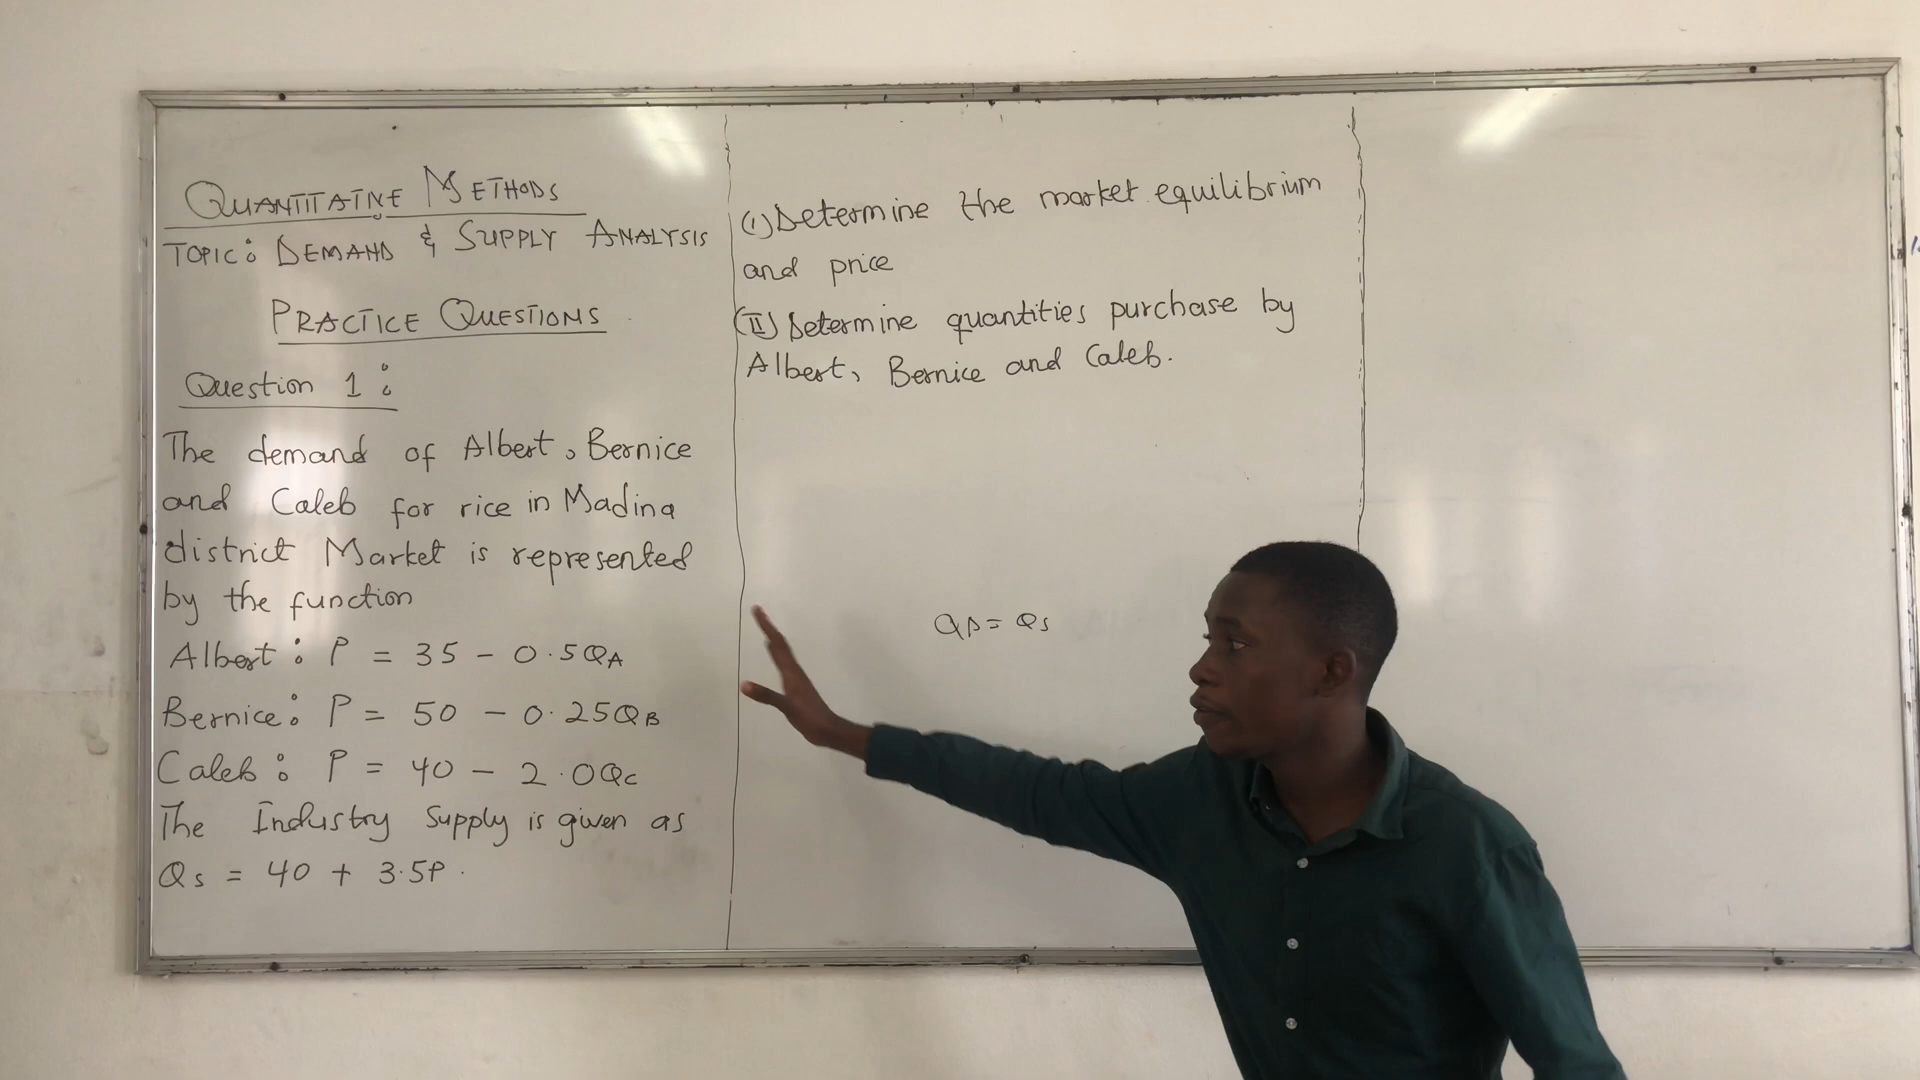 QUANTITATIVE METHODS
TOPIC: DEMAND & SUPPLY ANALYSIS
PRACTICE QUESTIONS
Question 1:
The demand of Albert, Bernice
and Caleb for rice in Madina
district Market is represented
by the function
Albert: P = 35 - 0.5QA
Bernice: P = 50 - 0.25QB
Caleb: P = 40 - 2.0QC
The Industry Supply is given as
Qs = 40 + 3.5P.
(I) Determine the market equilibrium
and price
(II) Determine quantities purchase by
Albert, Bernice and Caleb.
QD = QS